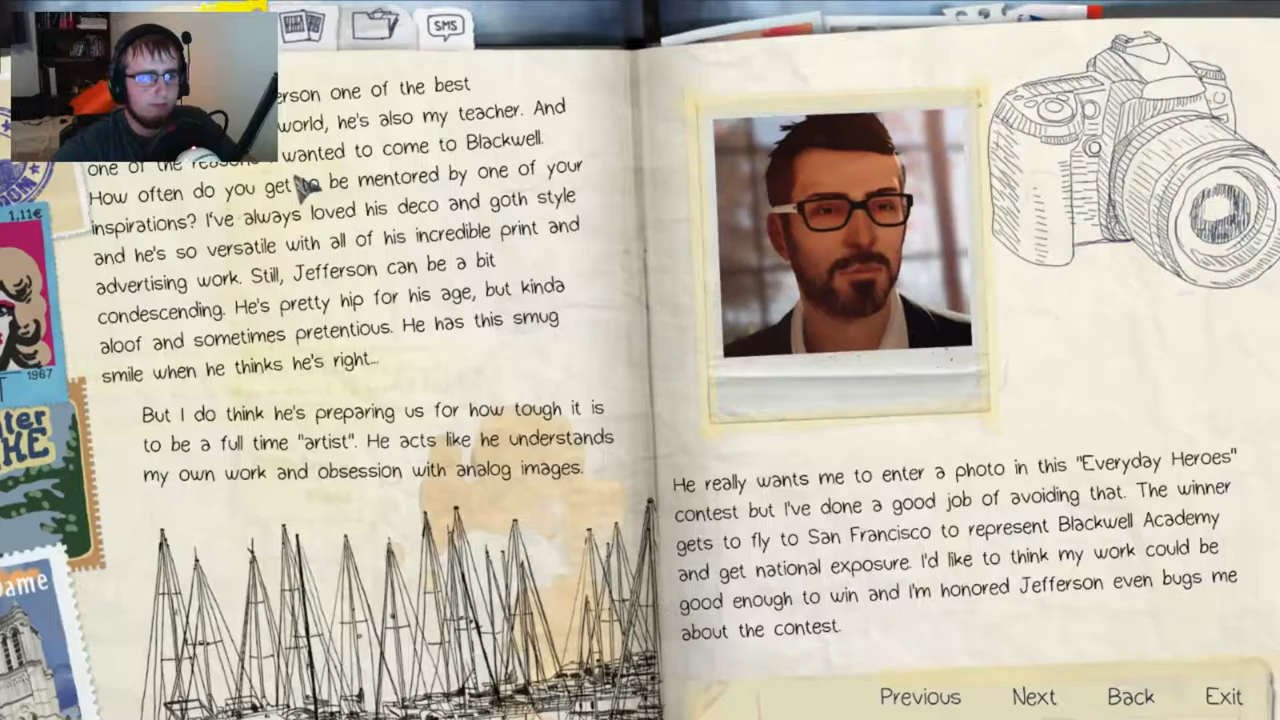 SMS
erson one of the best
world, he's also my teacher. And
one of the reasons wanted to come to Blackwell.
How often do you get to be mentored by one of your
inspirations? I've always loved his deco and goth style
and he's so versatile with all of his incredible print and
advertising work. Still, Jefferson can be a bit
condescending. He's pretty hip for his age, but kinda
aloof and sometimes pretentious. He has this smug
smile when he thinks he's right...
But I do think he's preparing us for how tough it is
to be a full time "artist". He acts like he understands
my own work and obsession with analog images.
1,11€
1967
Dame
He really wants me to enter a photo in this "Everyday Heroes"
contest but I've done a good job of avoiding that. The winner
gets to fly to San Francisco to represent Blackwell Academy
and get national exposure. I'd like to think my work could be
good enough to win and I'm honored Jefferson even bugs me
about the contest.
Previous Next Back Exit